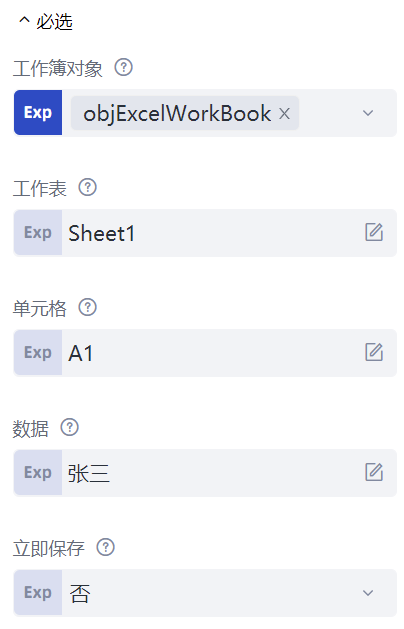 必选
工作簿对象
Exp objExcelWorkBook
工作表
Exp Sheet1
单元格
Exp A1
数据
Exp 张三
立即保存
Exp 否